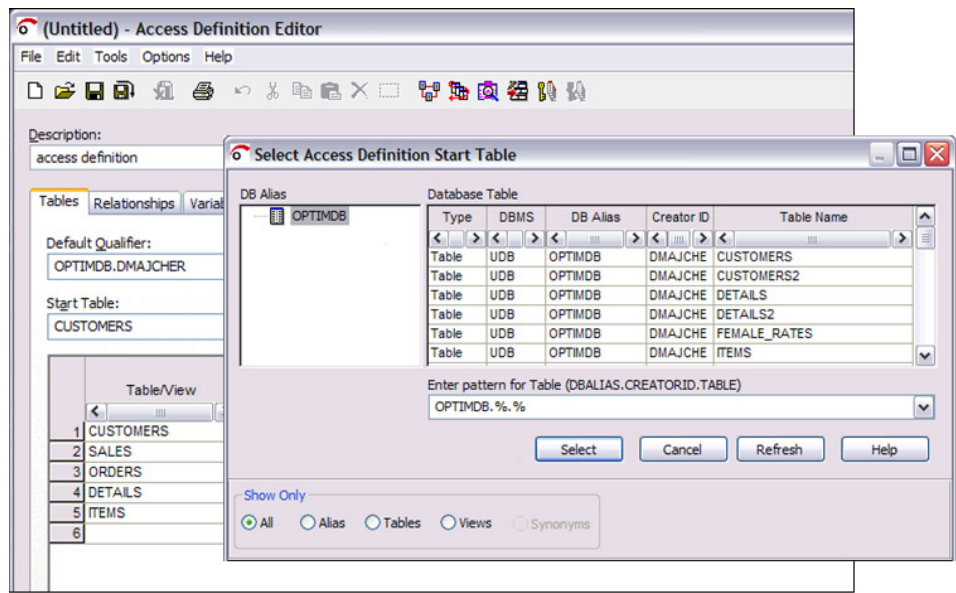 (Untitled) - Access Definition Editor
File Edit Tools Options Help
Description:
access definition
Tables Relationships Variab
Default Qualifier:
OPTIMDB.DMAJCHER
Start Table:
CUSTOMERS
Table/View
1 CUSTOMERS
2 SALES
3 ORDERS
4 DETAILS
5 ITEMS
6
Select Access Definition Start Table
DB Alias
OPTIMDB
Database Table
Type DBMS DB Alias Creator ID Table Name
Table UDB OPTIMDB DMAJCHE CUSTOMERS
Table UDB OPTIMDB DMAJCHE CUSTOMERS2
Table UDB OPTIMDB DMAJCHE DETAILS
Table UDB OPTIMDB DMAJCHE DETAILS2
Table UDB OPTIMDB DMAJCHE FEMALE_RATES
Table UDB OPTIMDB DMAJCHE ITEMS
Enter pattern for Table (DBALIAS.CREATORID.TABLE)
OPTIMDB.%.%
Select Cancel Refresh Help
Show Only
All Alias Tables Views Synonyms